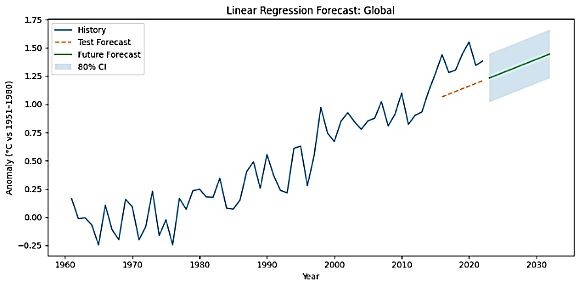 Linear Regression Forecast: Global
History
Test Forecast
Future Forecast
80% CI
Anomaly (°C vs 1951–1980)
1.75
1.50
1.25
1.00
0.75
0.50
0.25
0.00
−0.25
1960 1970 1980 1990 2000 2010 2020 2030
Year